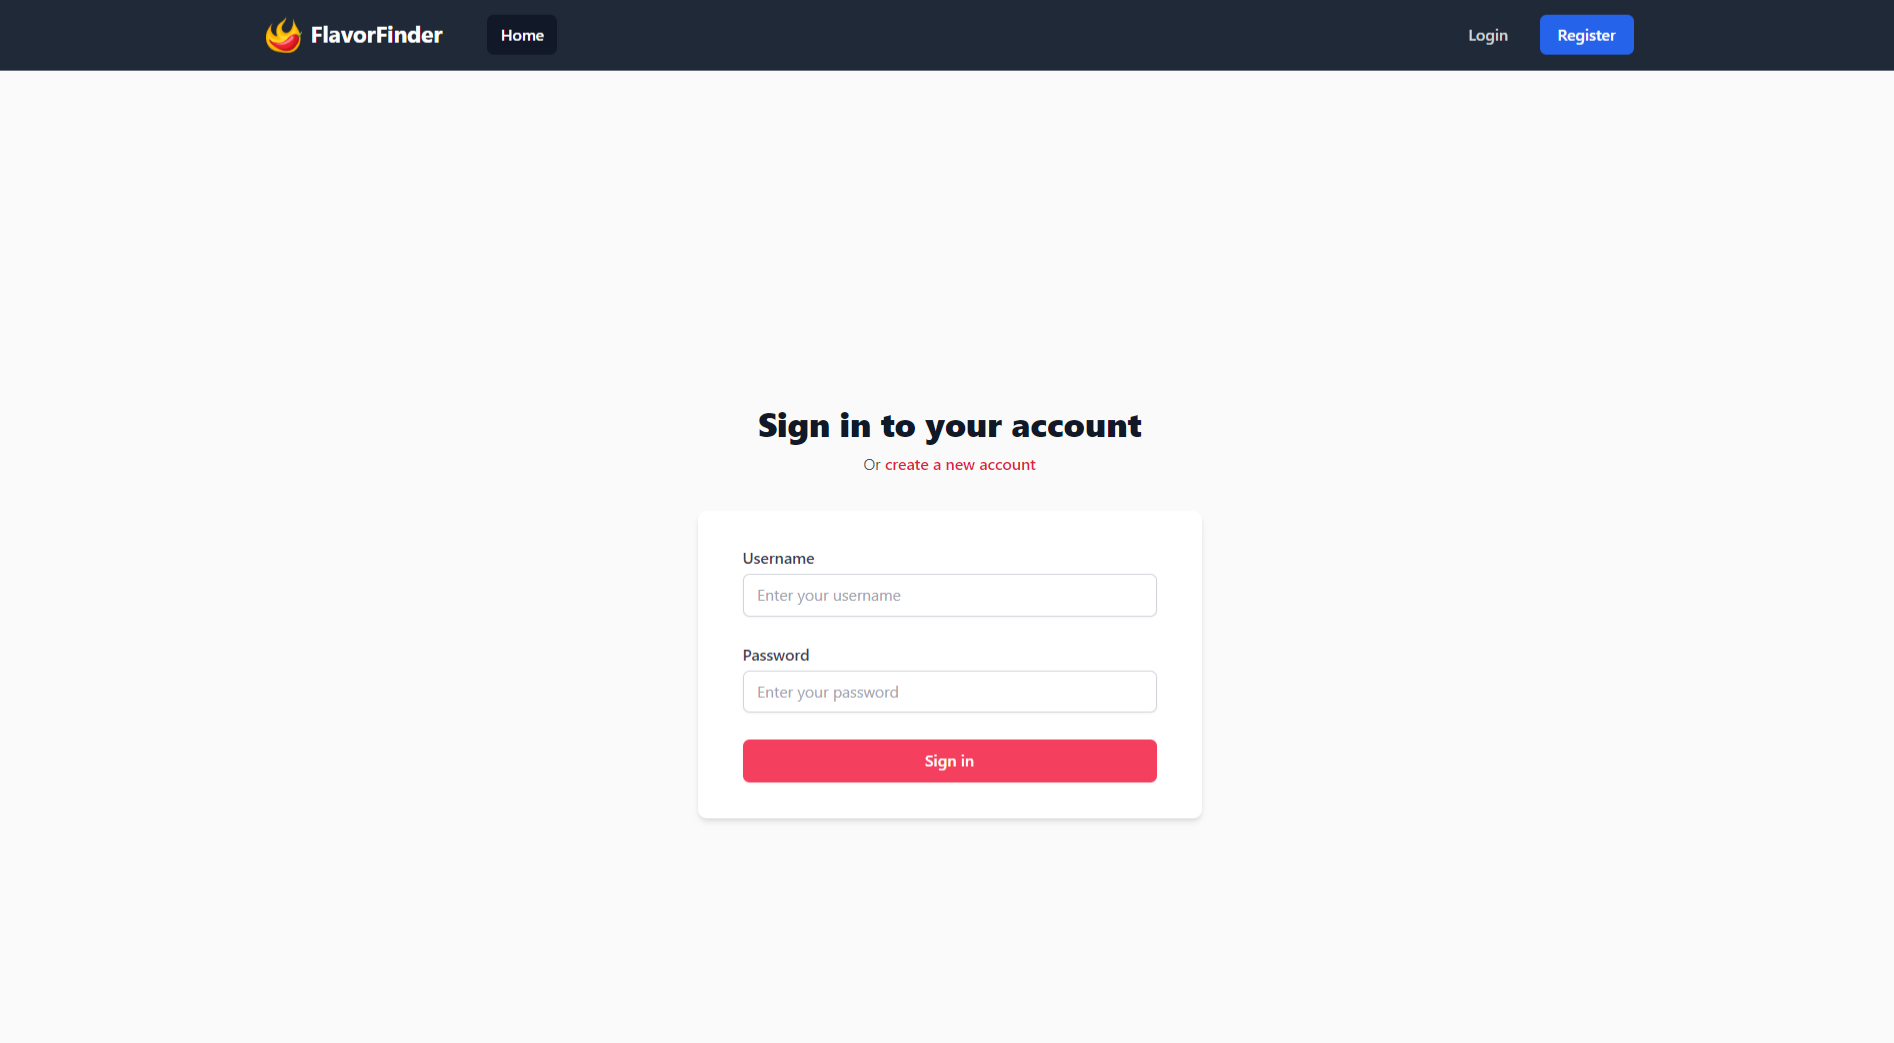 FlavorFinder Home Login Register
Sign in to your account
Or create a new account
Username
Enter your username
Password
Enter your password
Sign in